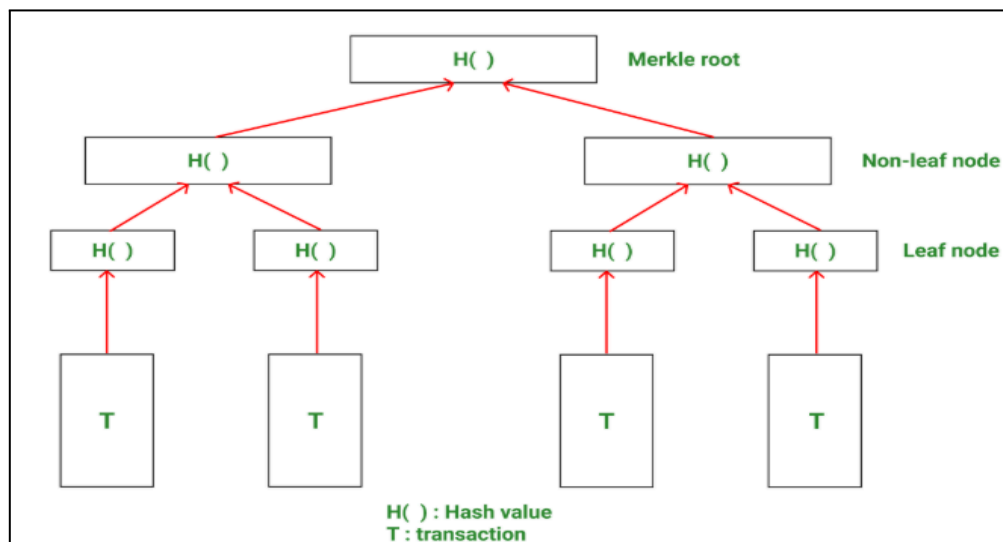 H( ) Merkle root
H( ) H( ) Non-leaf node
H( ) H( ) H( ) H( ) Leaf node
T T T T
H( ) : Hash value
T : transaction